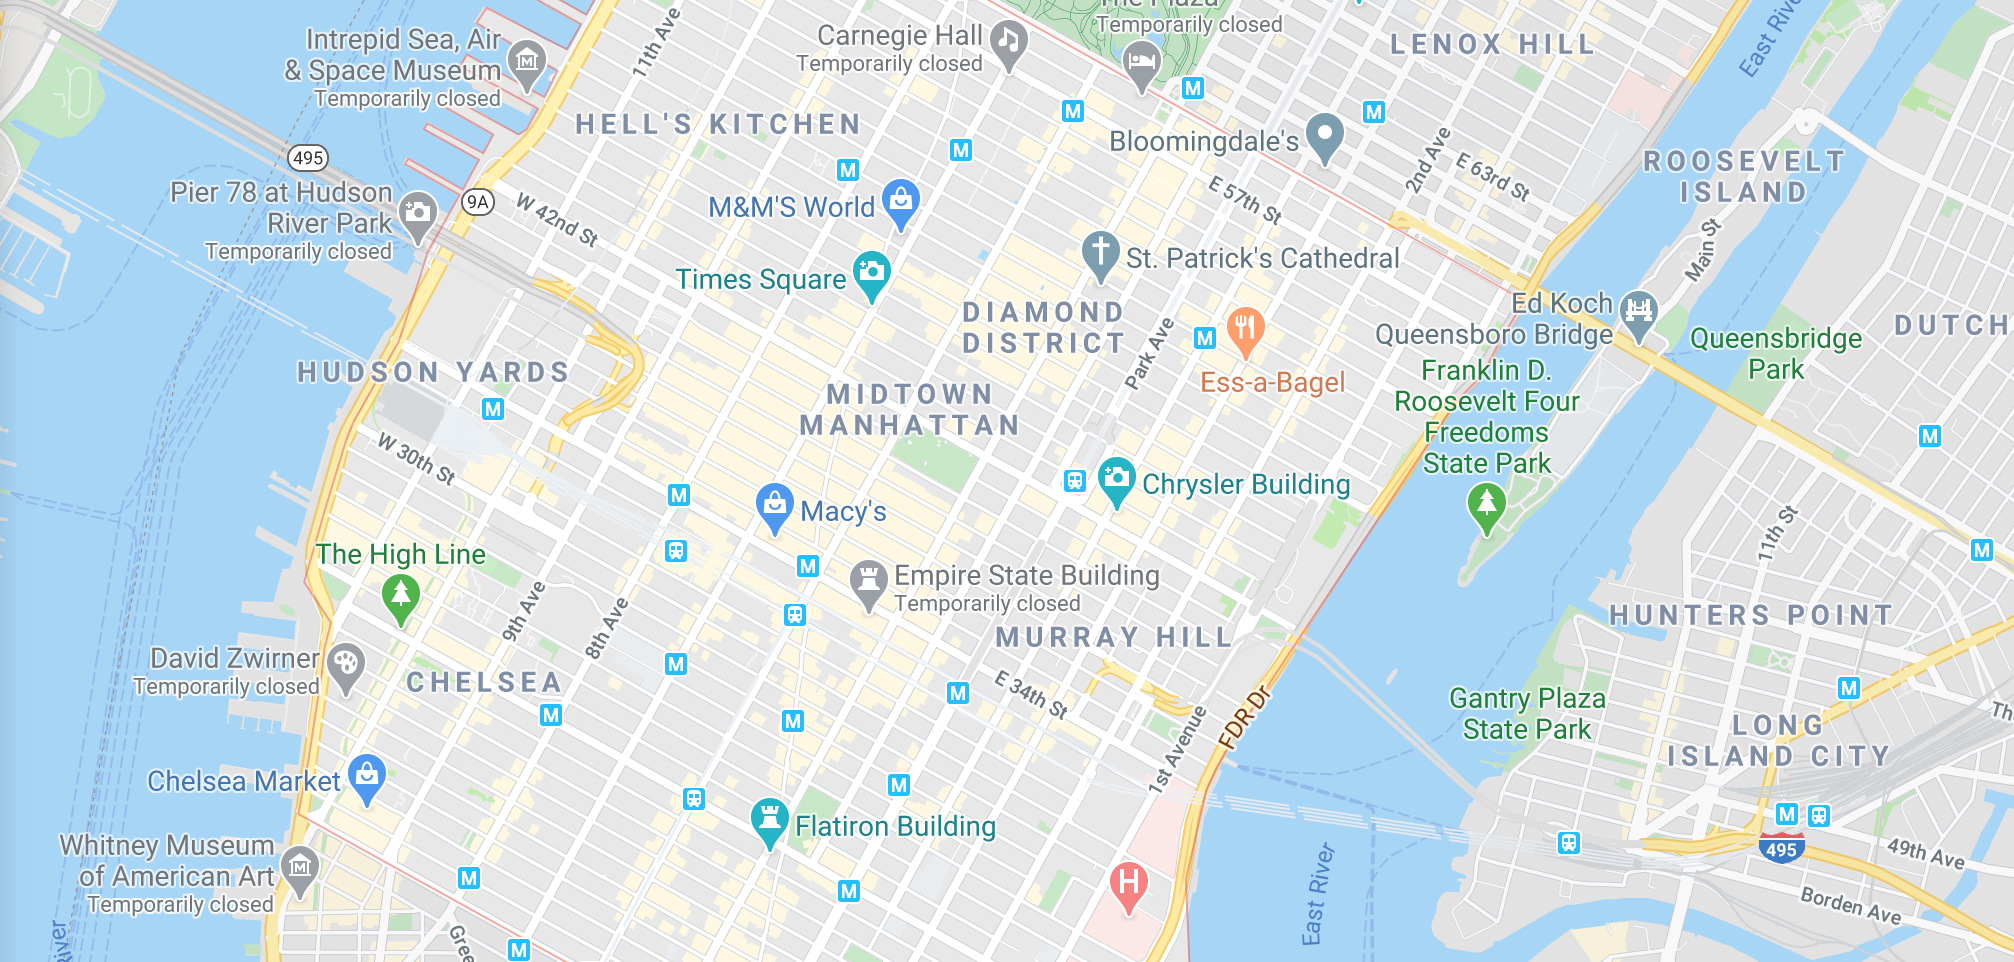 The Plaza
Temporarily closed
Carnegie Hall
Temporarily closed
Intrepid Sea, Air
& Space Museum
Temporarily closed
11th Ave
LENOX HILL
East River
HELL'S KITCHEN
M
M
M
M
M
Bloomingdale's
2nd Ave
E 63rd St
495
ROOSEVELT
ISLAND
Pier 78 at Hudson
River Park
Temporarily closed
9A
W 42nd St
M&M'S World
E 57th St
Main St
St. Patrick's Cathedral
Times Square
DIAMOND
DISTRICT
Park Ave
M
Ess-a-Bagel
Ed Koch
Queensboro Bridge
Queensbridge
Park
DUTCH
HUDSON YARDS
M
MIDTOWN
MANHATTAN
Franklin D.
Roosevelt Four
Freedoms
State Park
M
W 30th St
M
Macy's
Chrysler Building
11th St
M
The High Line
M
Empire State Building
Temporarily closed
9th Ave
8th Ave
HUNTERS POINT
MURRAY HILL
David Zwirner
Temporarily closed
CHELSEA
M
M
M
E 34th St
M
1st Avenue
FDR Dr
Gantry Plaza
State Park
M
LONG
ISLAND CITY
Chelsea Market
M
Flatiron Building
M
495
49th Ave
Borden Ave
Whitney Museum
of American Art
Temporarily closed
M
M
H
East River
River
M